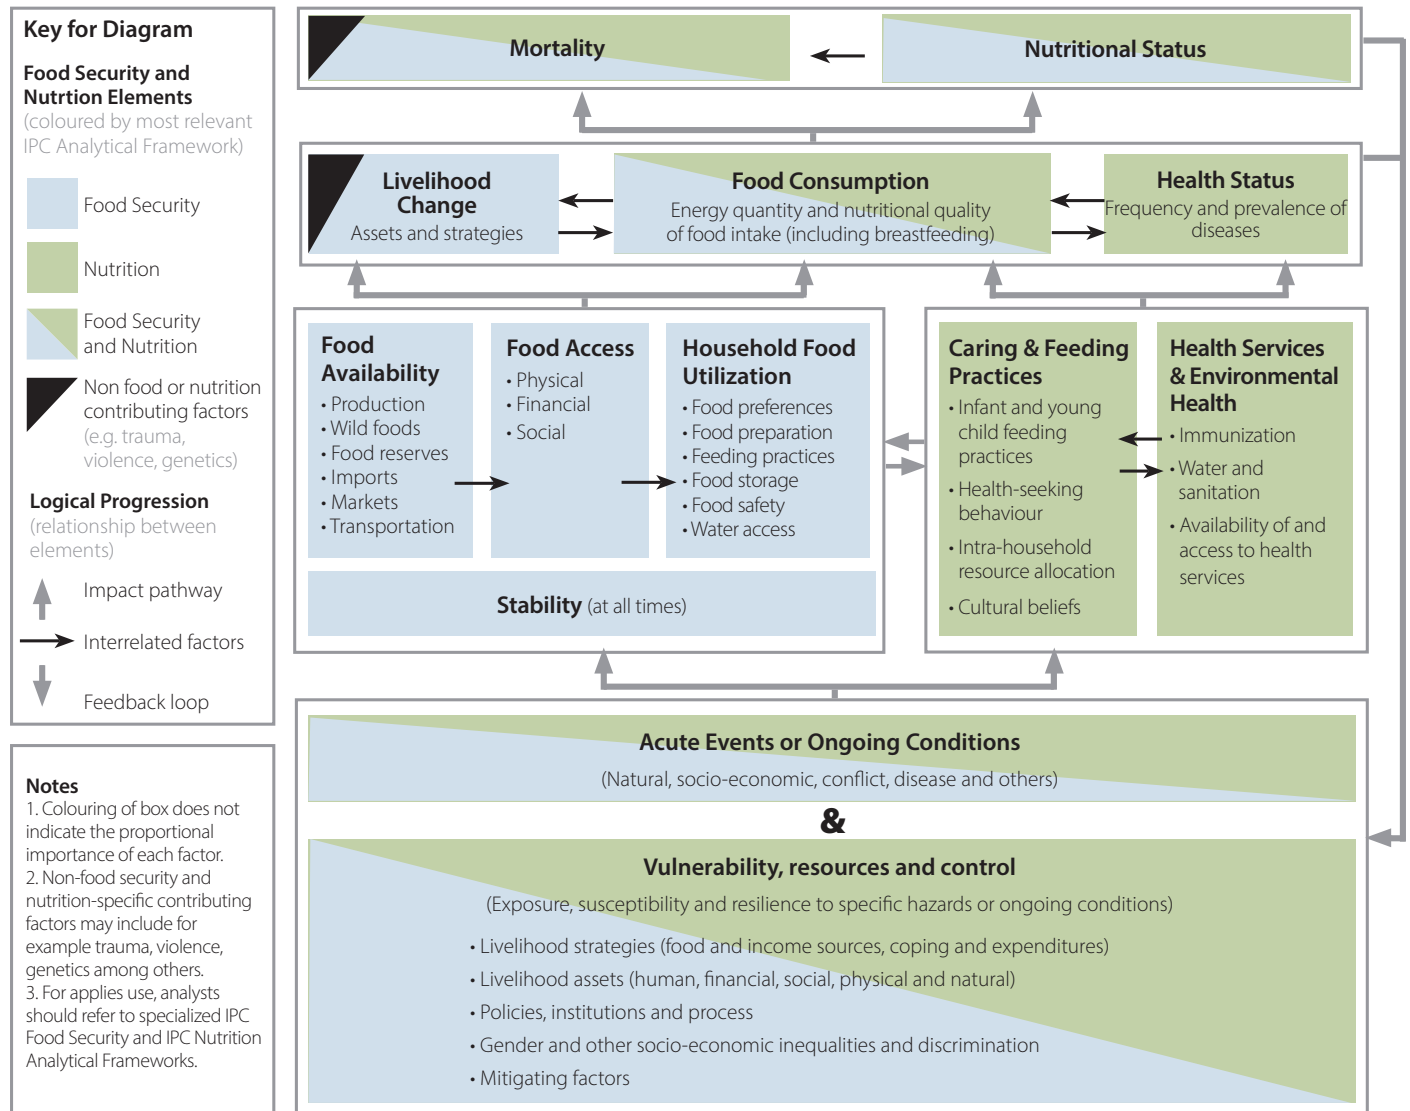 Key for Diagram
Food Security and
Nutrtion Elements
(coloured by most relevant
IPC Analytical Framework)
Food Security
Nutrition
Food Security
and Nutrition
Non food or nutrition
contributing factors
(e.g. trauma,
violence, genetics)
Logical Progression
(relationship between
elements)
Impact pathway
Interrelated factors
Feedback loop
Notes
1. Colouring of box does not
indicate the proportional
importance of each factor.
2. Non-food security and
nutrition-specific contributing
factors may include for
example trauma, violence,
genetics among others.
3. For applies use, analysts
should refer to specialized IPC
Food Security and IPC Nutrition
Analytical Frameworks.
Mortality
Nutritional Status
Livelihood
Change
Assets and strategies
Food Consumption
Energy quantity and nutritional quality
of food intake (including breastfeeding)
Health Status
Frequency and prevalence of
diseases
Food
Availability
• Production
• Wild foods
• Food reserves
• Imports
• Markets
• Transportation
Food Access
• Physical
• Financial
• Social
Household Food
Utilization
• Food preferences
• Food preparation
• Feeding practices
• Food storage
• Food safety
• Water access
Stability (at all times)
Caring & Feeding
Practices
• Infant and young
child feeding
practices
• Health-seeking
behaviour
• Intra-household
resource allocation
• Cultural beliefs
Health Services
& Environmental
Health
• Immunization
• Water and
sanitation
• Availability of and
access to health
services
Acute Events or Ongoing Conditions
(Natural, socio-economic, conflict, disease and others)
&
Vulnerability, resources and control
(Exposure, susceptibility and resilience to specific hazards or ongoing conditions)
• Livelihood strategies (food and income sources, coping and expenditures)
• Livelihood assets (human, financial, social, physical and natural)
• Policies, institutions and process
• Gender and other socio-economic inequalities and discrimination
• Mitigating factors